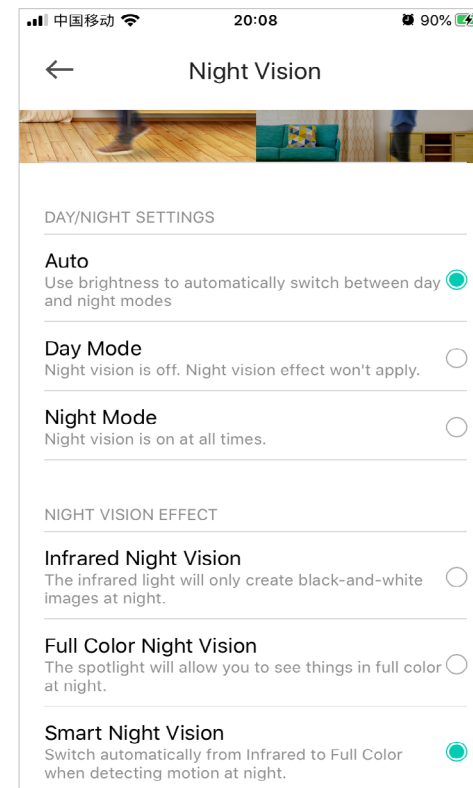 中国移动 20:08 90%
Night Vision
DAY/NIGHT SETTINGS
Auto
Use brightness to automatically switch between day
and night modes
Day Mode
Night vision is off. Night vision effect won't apply.
Night Mode
Night vision is on at all times.
NIGHT VISION EFFECT
Infrared Night Vision
The infrared light will only create black-and-white
images at night.
Full Color Night Vision
The spotlight will allow you to see things in full color
at night.
Smart Night Vision
Switch automatically from Infrared to Full Color
when detecting motion at night.